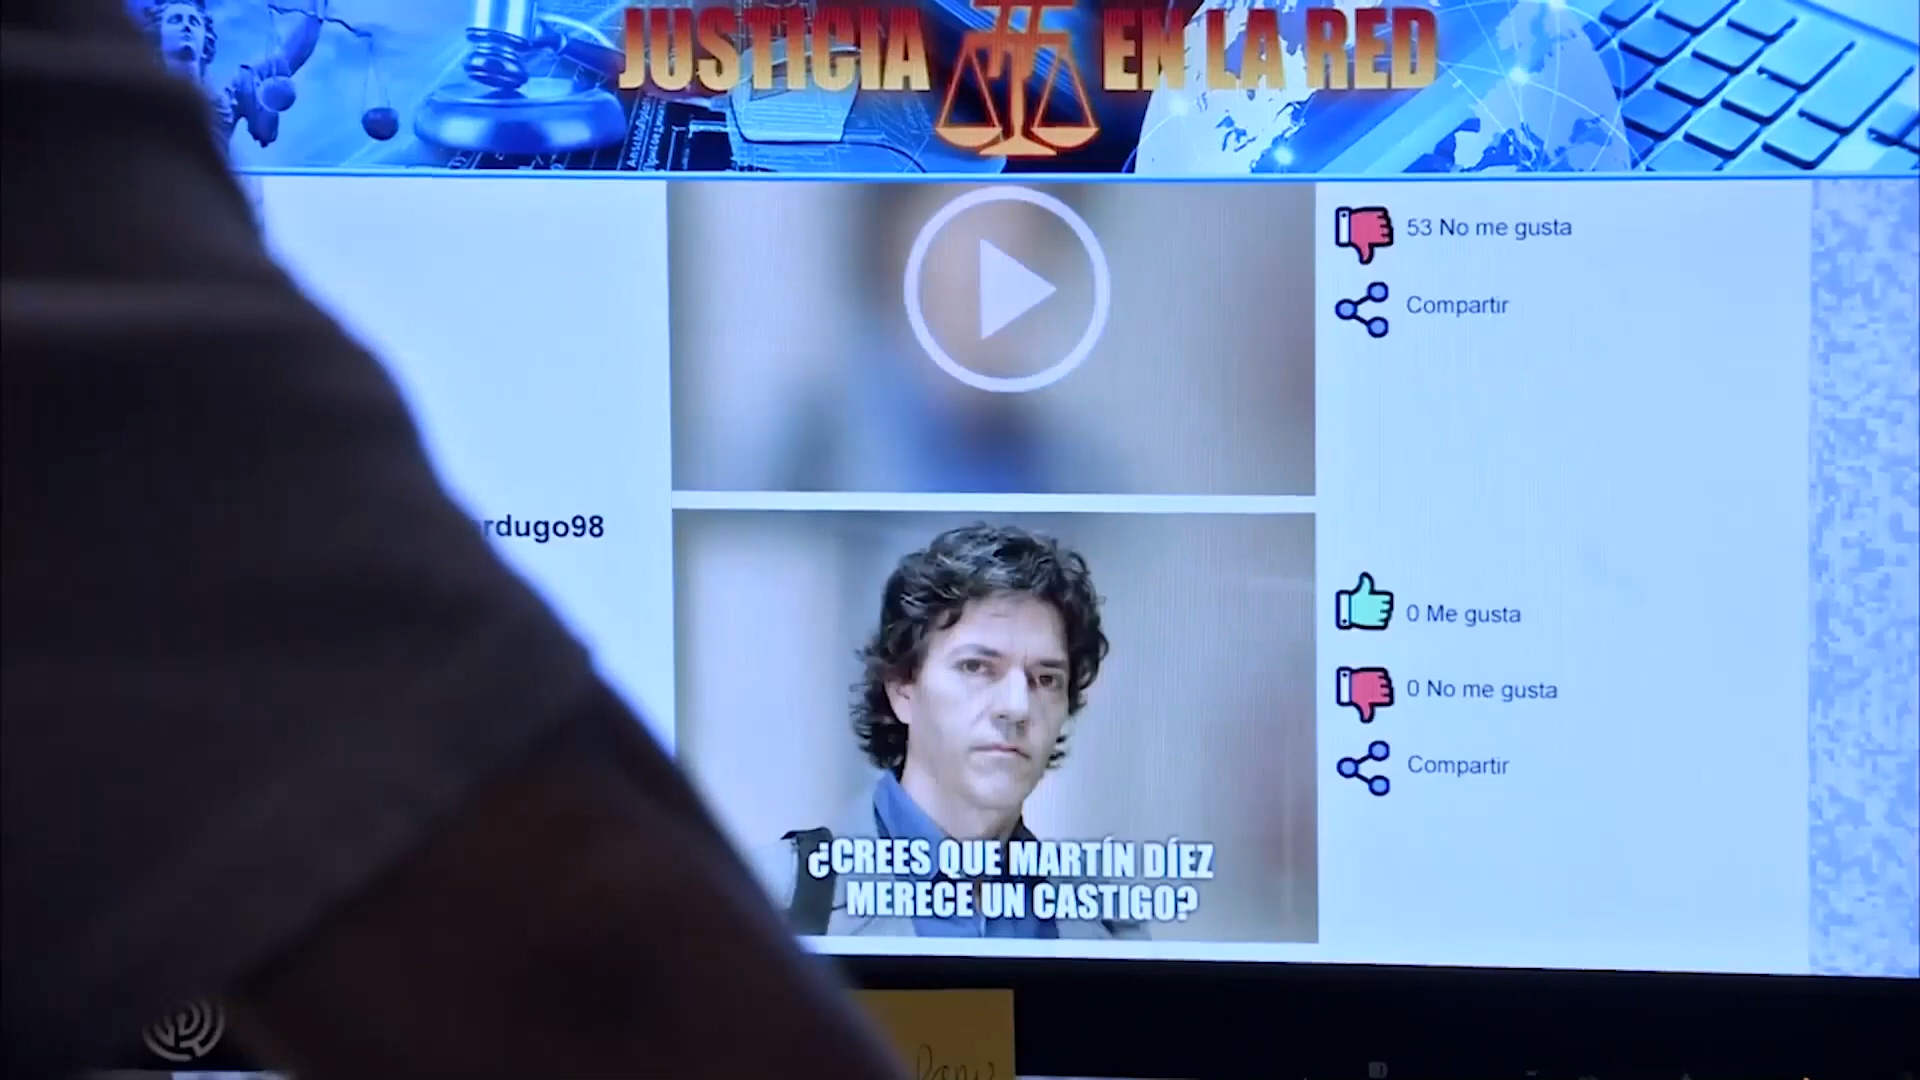 JUSTICIA EN LA RED
53 No me gusta
Compartir
rdugo98
0 Me gusta
0 No me gusta
Compartir
¿CREES QUE MARTÍN DÍEZ
MERECE UN CASTIGO?